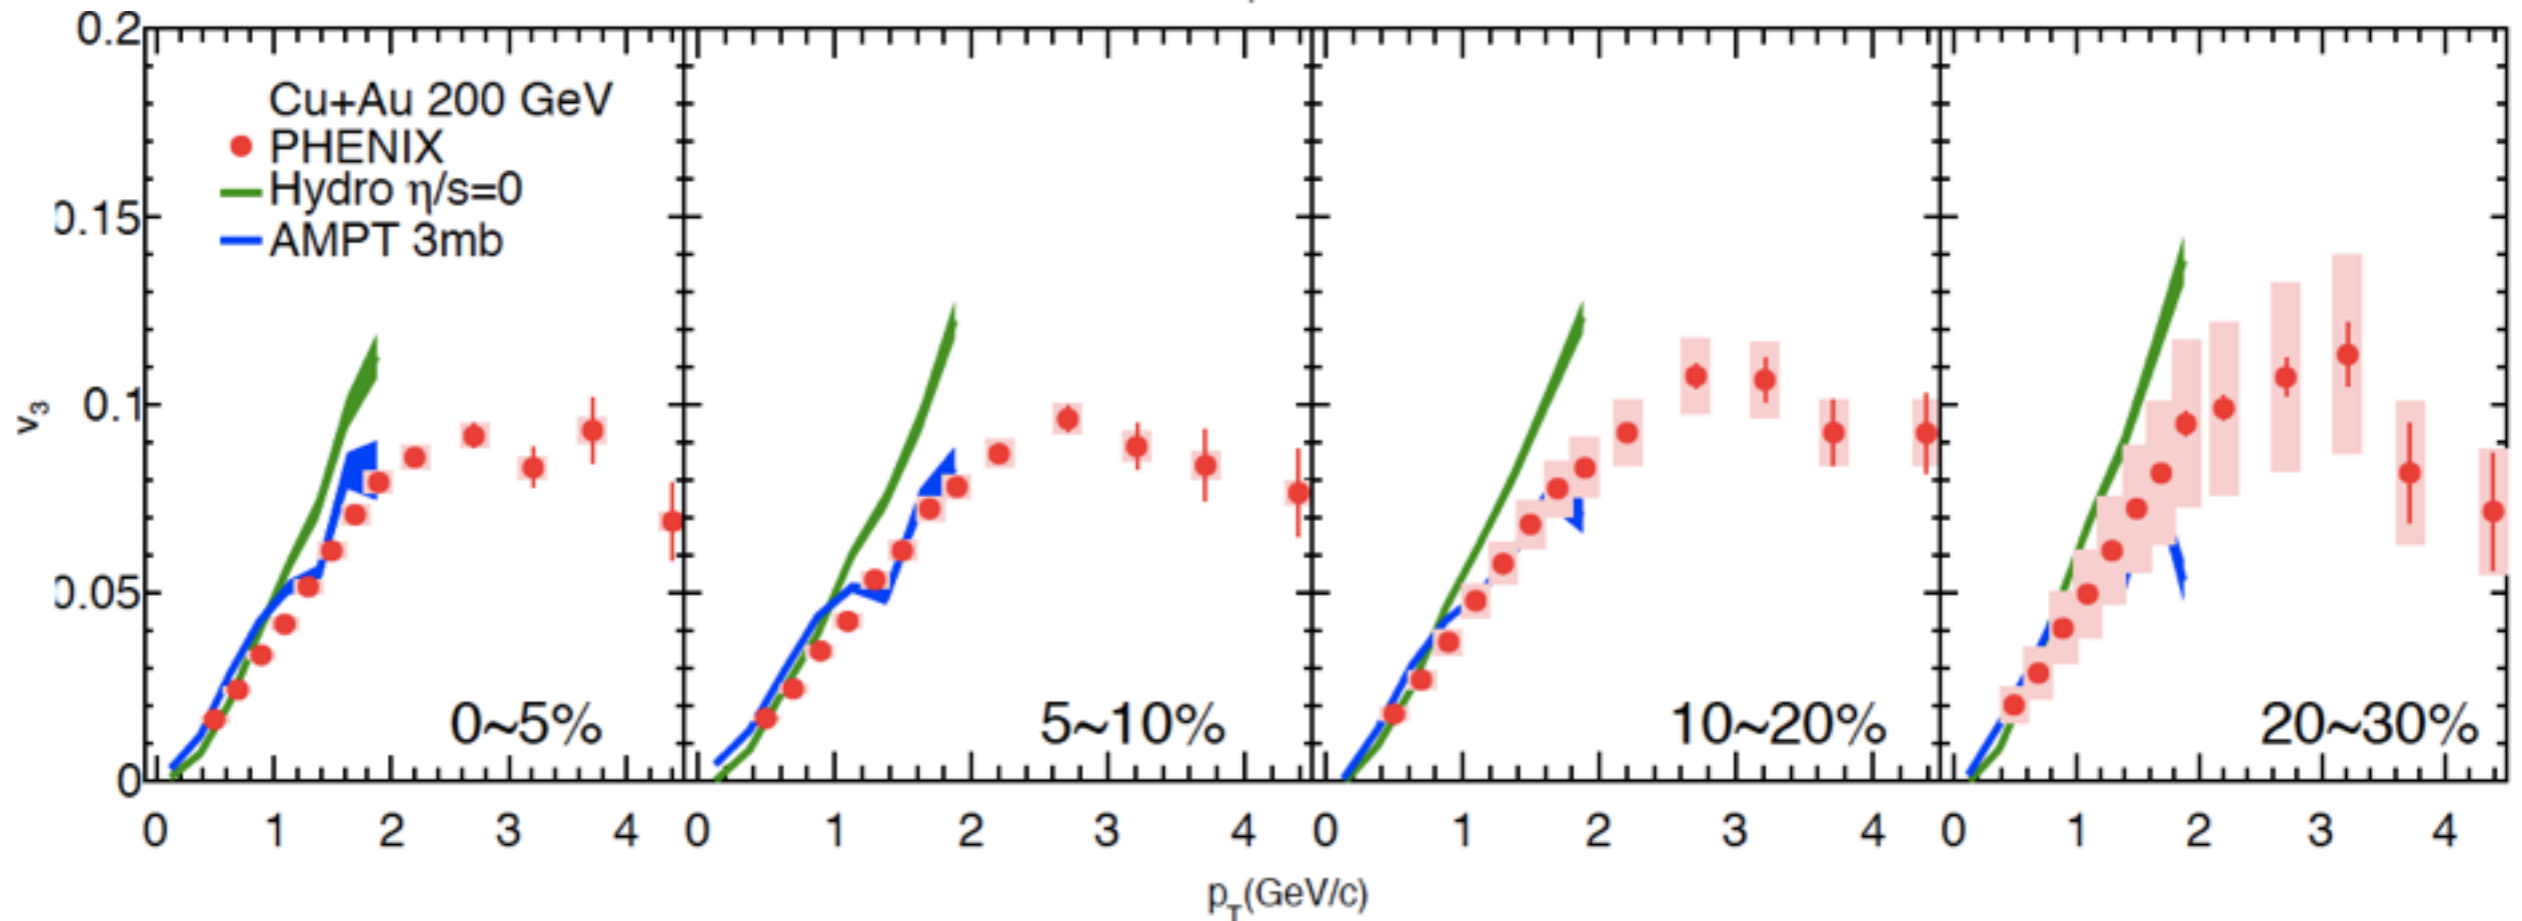 0.2
Cu+Au 200 GeV
PHENIX
Hydro η/s=0
AMPT 3mb
0.15
0.1
v3
0.05
0
0~5% 5~10% 10~20% 20~30%
0 1 2 3 4 0 1 2 3 4 0 1 2 3 4 0 1 2 3 4
pT(GeV/c)